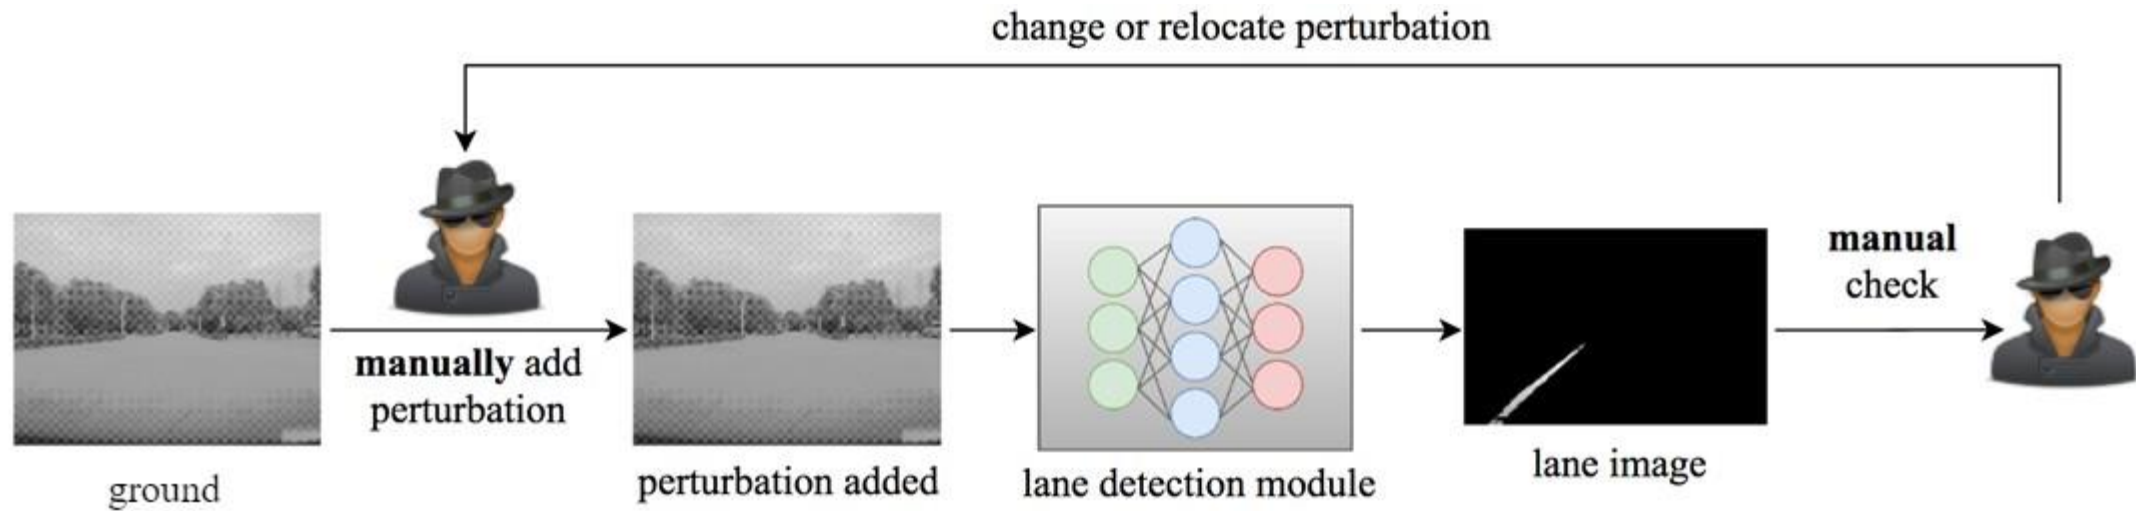 change or relocate perturbation
manually add
perturbation
manual
check
ground
perturbation added
lane detection module
lane image